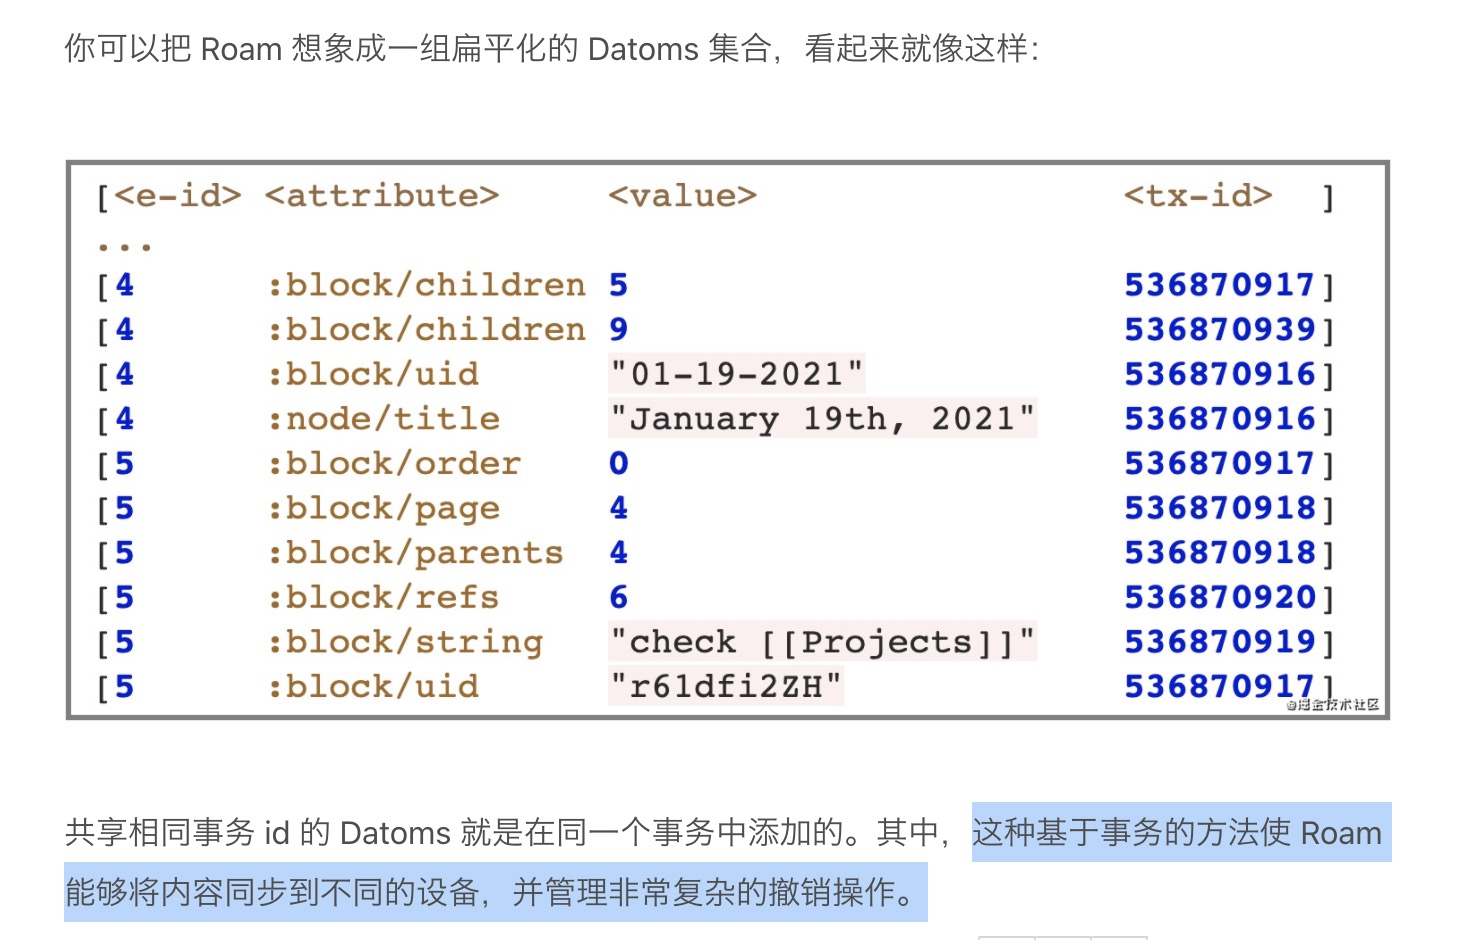 你可以把 Roam 想象成一组扁平化的 Datoms 集合，看起来就像这样：
[<e-id> <attribute> <value> <tx-id> ]
...
[4 :block/children 5 536870917]
[4 :block/children 9 536870939]
[4 :block/uid "01-19-2021" 536870916]
[4 :node/title "January 19th, 2021" 536870916]
[5 :block/order 0 536870917]
[5 :block/page 4 536870918]
[5 :block/parents 4 536870918]
[5 :block/refs 6 536870920]
[5 :block/string "check [[Projects]]" 536870919]
[5 :block/uid "r61dfi2ZH" 536870917]
@掘金技术社区
共享相同事务 id 的 Datoms 就是在同一个事务中添加的。其中，这种基于事务的方法使 Roam
能够将内容同步到不同的设备，并管理非常复杂的撤销操作。